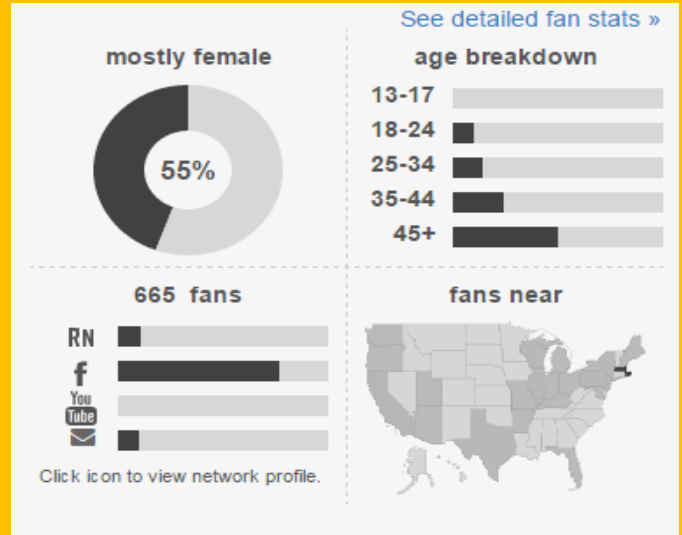 See detailed fan stats »
mostly female
55%
age breakdown
13-17
18-24
25-34
35-44
45+
665 fans
RN
f
You
Tube
Click icon to view network profile.
fans near